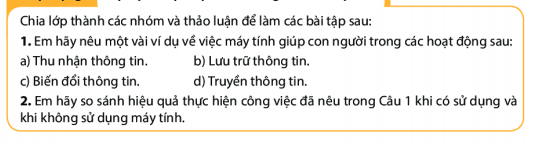 Chia lớp thành các nhóm và thảo luận để làm các bài tập sau:
1. Em hãy nêu một vài ví dụ về việc máy tính giúp con người trong các hoạt động sau:
a) Thu nhận thông tin. b) Lưu trữ thông tin.
c) Biến đổi thông tin. d) Truyền thông tin.
2. Em hãy so sánh hiệu quả thực hiện công việc đã nêu trong Câu 1 khi có sử dụng và
khi không sử dụng máy tính.